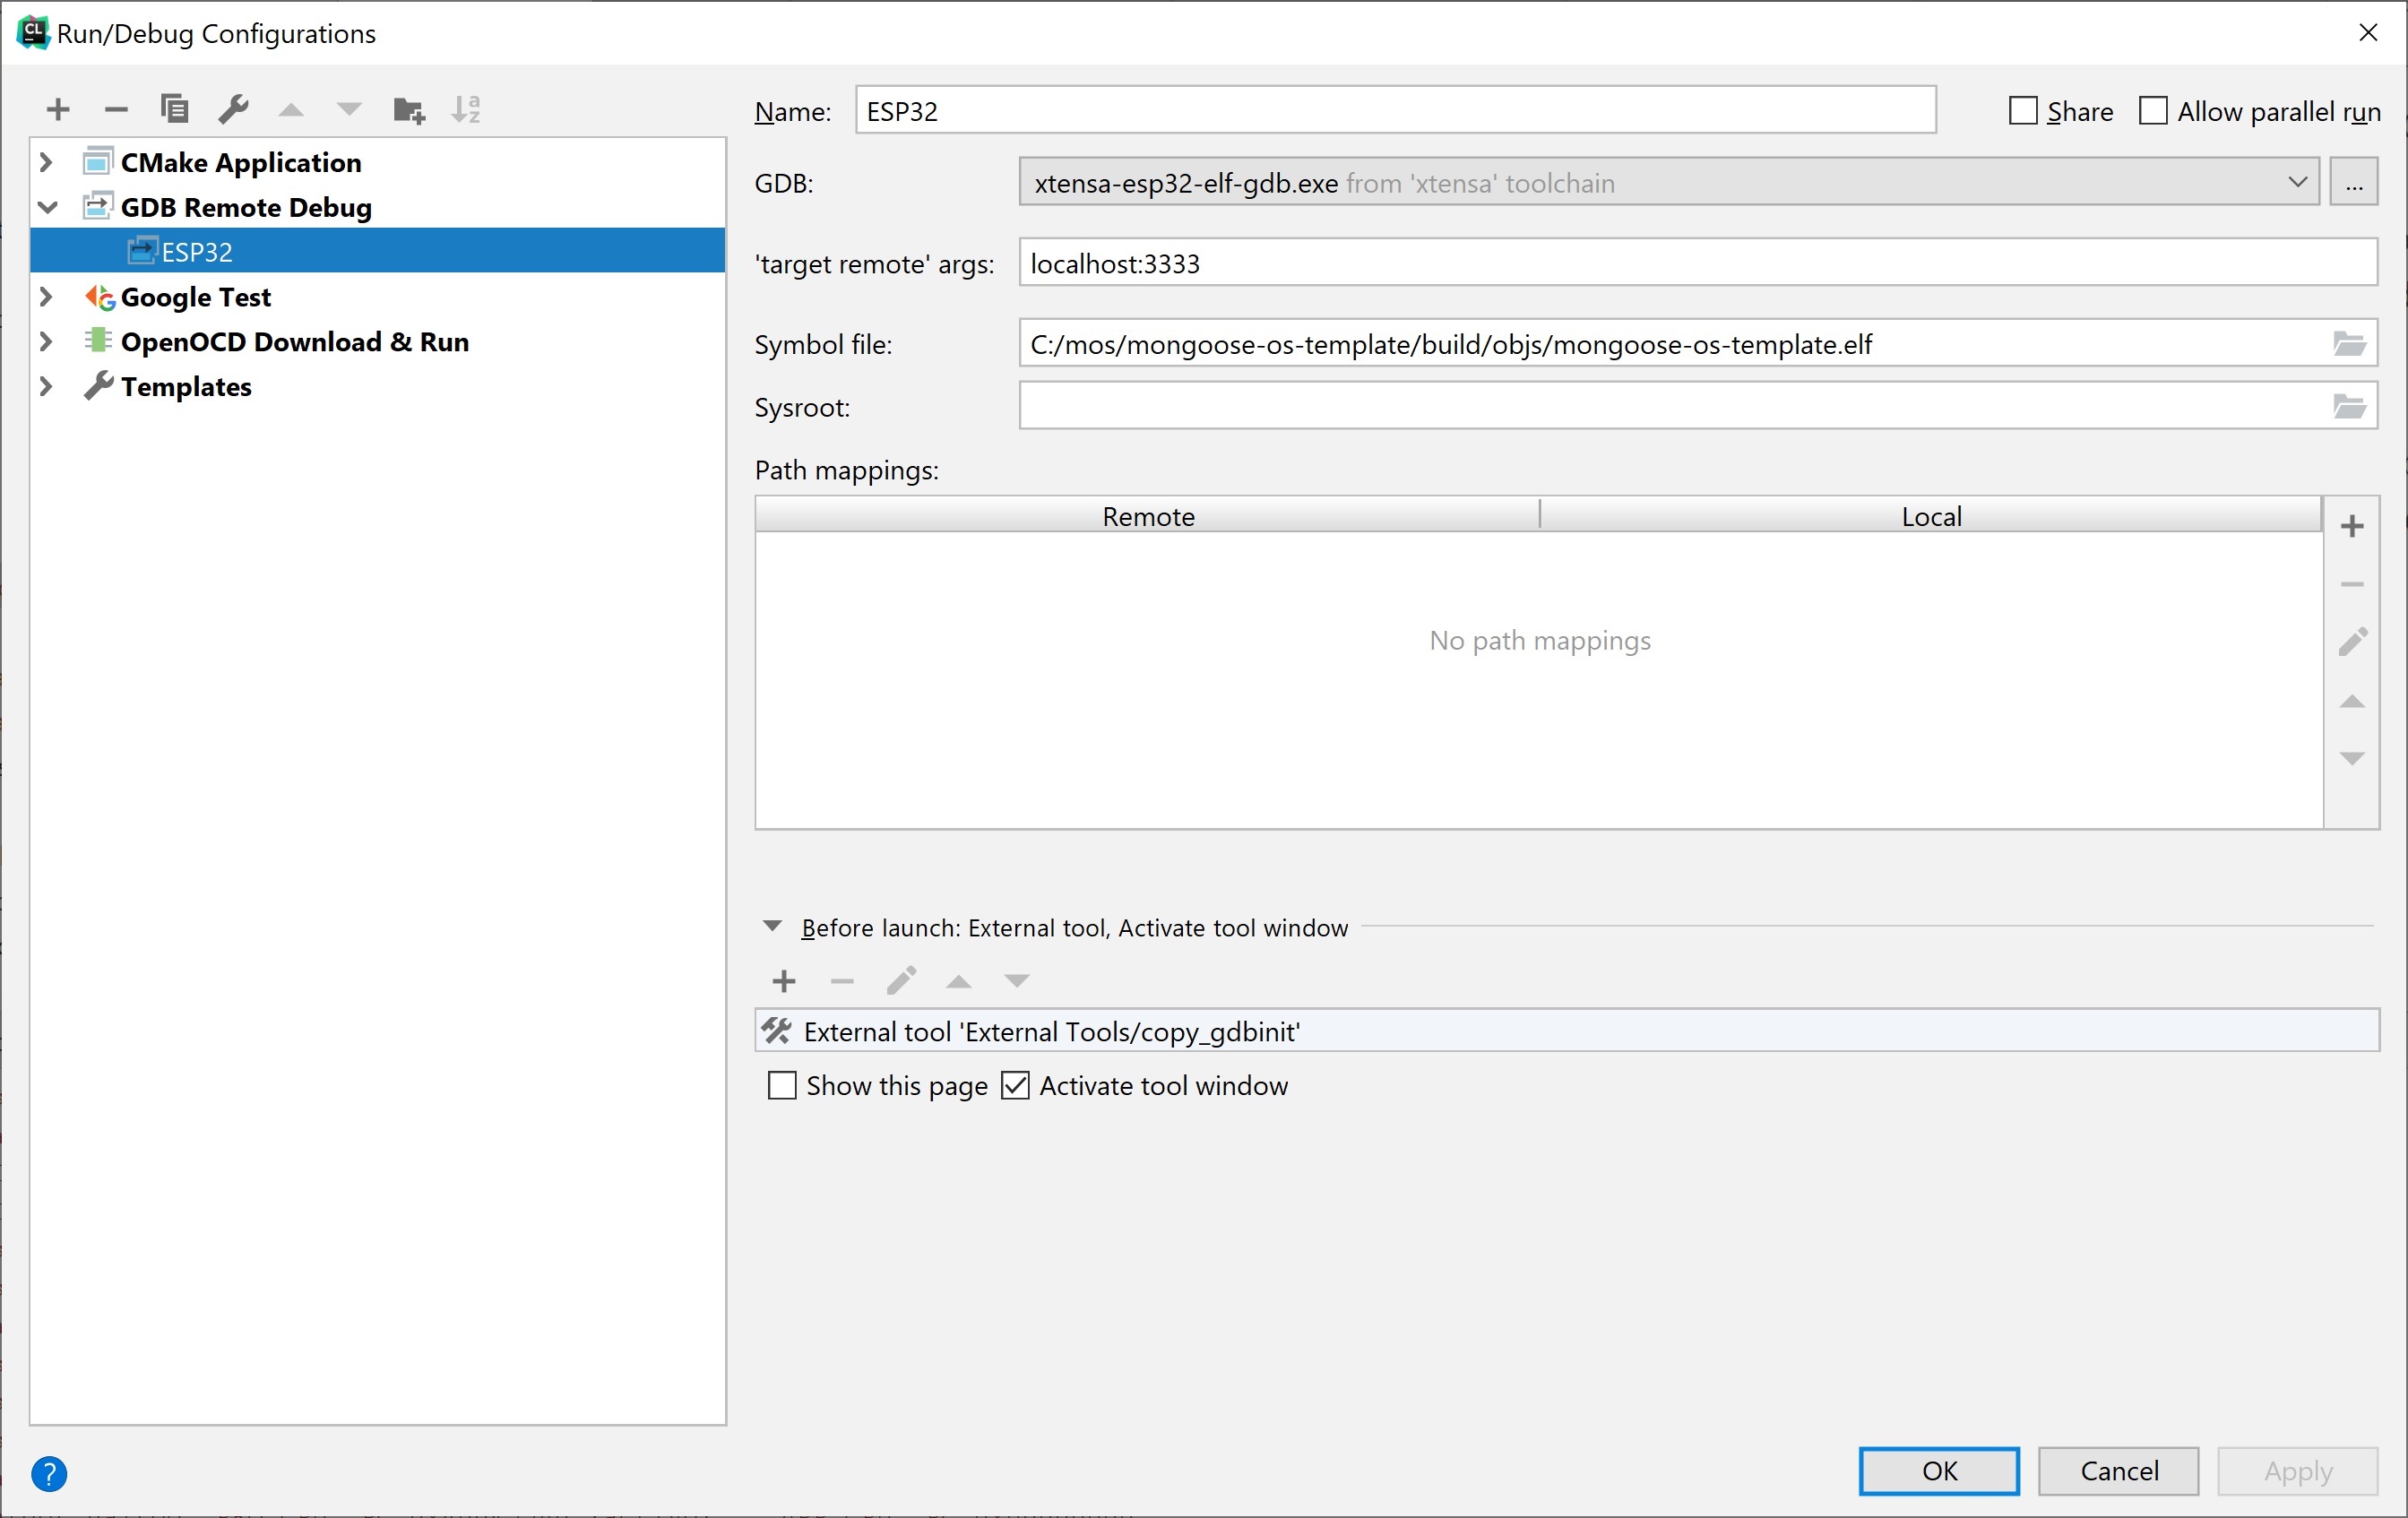 CL
Run/Debug Configurations
Name: ESP32
Share
Allow parallel run
CMake Application
GDB Remote Debug
ESP32
Google Test
OpenOCD Download & Run
Templates
GDB: xtensa-esp32-elf-gdb.exe from 'xtensa' toolchain ...
'target remote' args: localhost:3333
Symbol file: C:/mos/mongoose-os-template/build/objs/mongoose-os-template.elf
Sysroot:
Path mappings:
Remote Local
No path mappings
Before launch: External tool, Activate tool window
External tool 'External Tools/copy_gdbinit'
Show this page Activate tool window
?
OK Cancel Apply